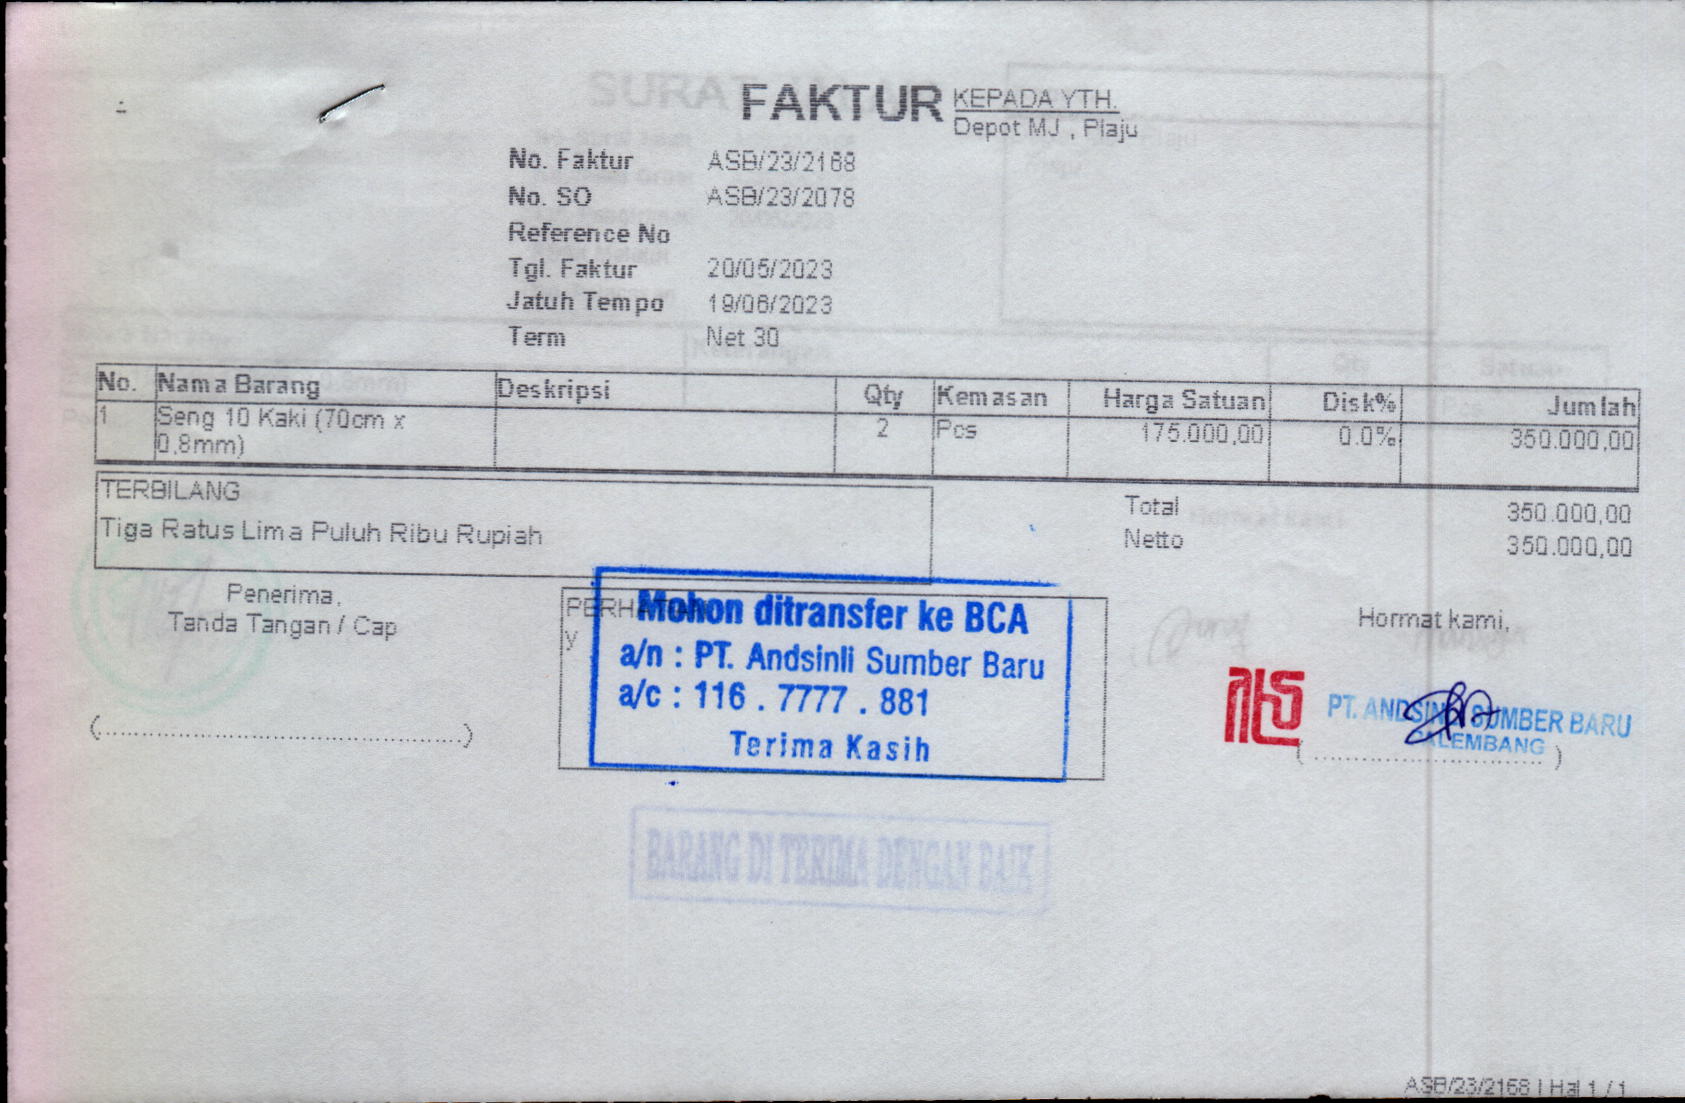 FAKTUR
KEPADA YTH.
Depot MJ , Plaju
No. Faktur ASB/23/2168
No. SO ASB/23/2078
Reference No
Tgl. Faktur 20/05/2023
Jatuh Tempo 19/06/2023
Term Net 30
No. Nama Barang Deskripsi Qty Kemasan Harga Satuan Disk% Jumlah
1 Seng 10 Kaki (70cm x 2 Pcs 175.000,00 0.0% 350.000,00
0,8mm)
TERBILANG
Tiga Ratus Lima Puluh Ribu Rupiah
Total 350.000,00
Netto 350.000,00
Penerima,
Tanda Tangan / Cap
(..........................................)
Mohon ditransfer ke BCA
a/n : PT. Andsinli Sumber Baru
a/c : 116 . 7777 . 881
Terima Kasih
Hormat kami,
PT. ANDSINLI SUMBER BARU
PALEMBANG
( .............................. )
BARANG DI TERIMA DENGAN BAIK
ASB/23/2168 | Hal 1 / 1